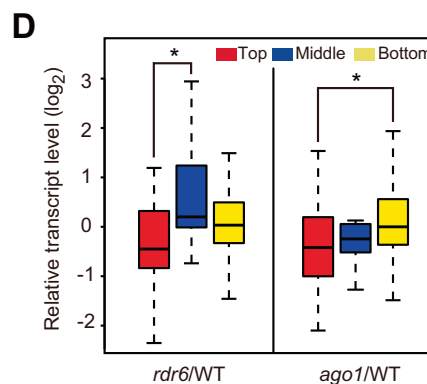 D
* Top Middle Bottom
*
Relative transcript level (log2)
3
2
1
0
-1
-2
rdr6/WT ago1/WT